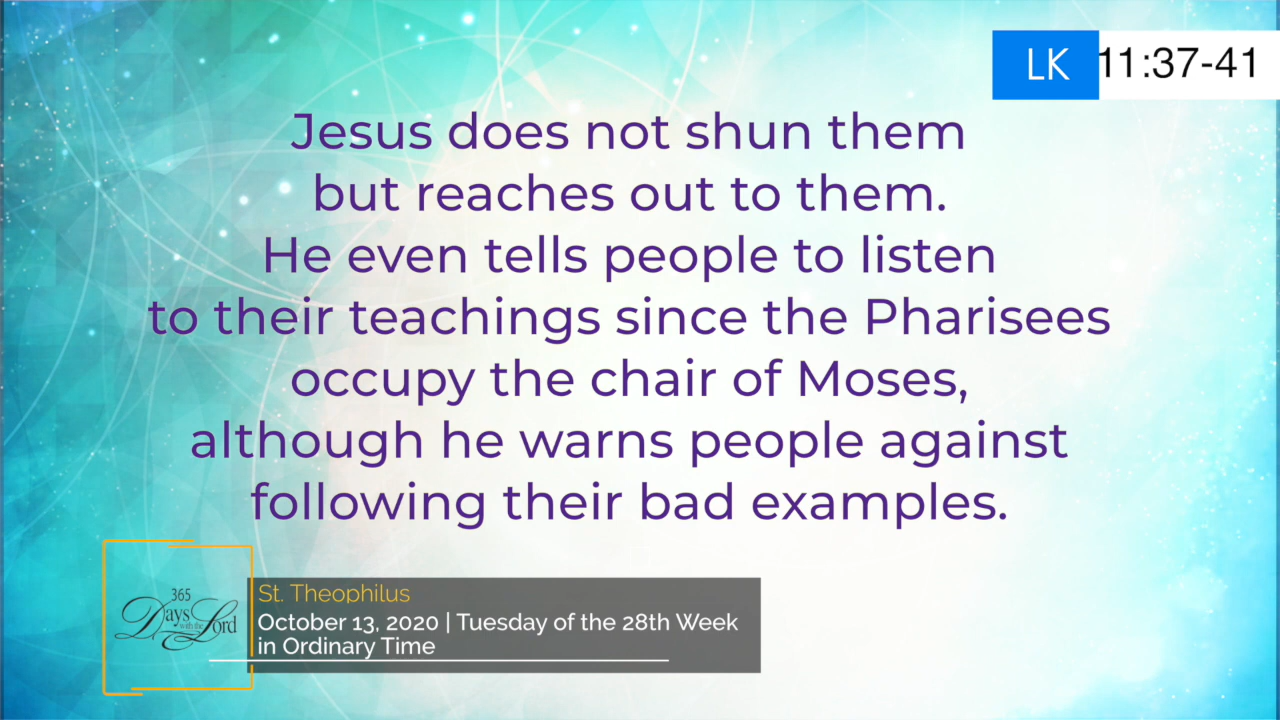 LK 11:37-41
Jesus does not shun them
but reaches out to them.
He even tells people to listen
to their teachings since the Pharisees
occupy the chair of Moses,
although he warns people against
following their bad examples.
365
Days with the Lord
St. Theophilus
October 13, 2020 | Tuesday of the 28th Week
in Ordinary Time